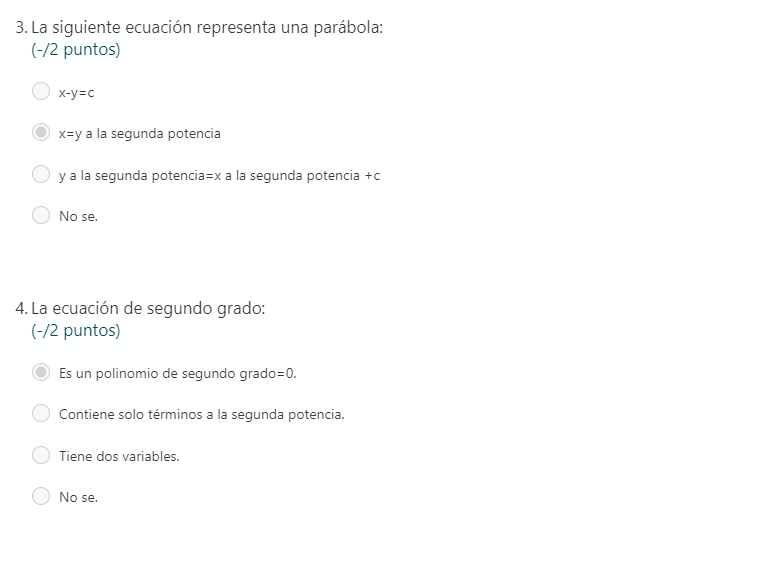 3. La siguiente ecuación representa una parábola:
(-/2 puntos)
x-y=c
x=y a la segunda potencia
y a la segunda potencia=x a la segunda potencia +c
No se.
4. La ecuación de segundo grado:
(-/2 puntos)
Es un polinomio de segundo grado=0.
Contiene solo términos a la segunda potencia.
Tiene dos variables.
No se.